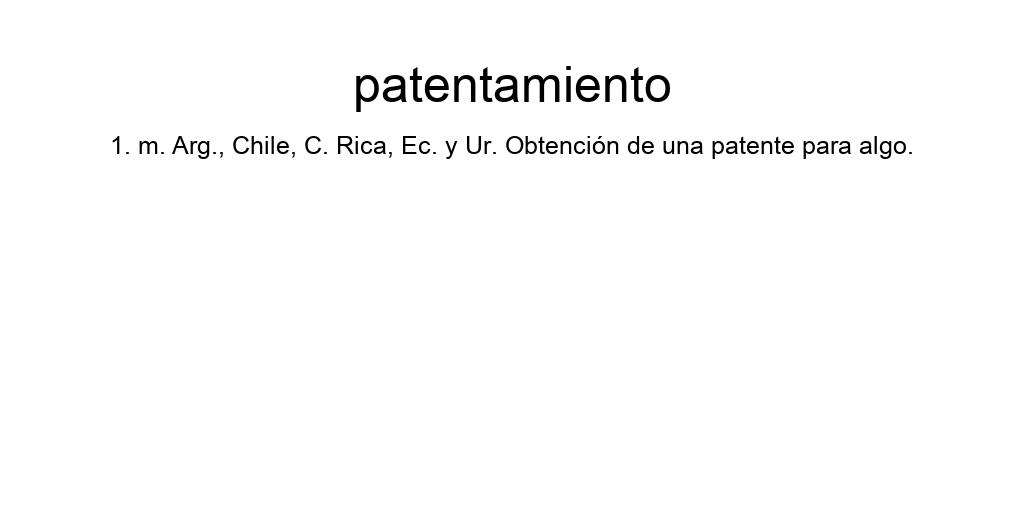 patentamiento
1. m. Arg., Chile, C. Rica, Ec. y Ur. Obtención de una patente para algo.